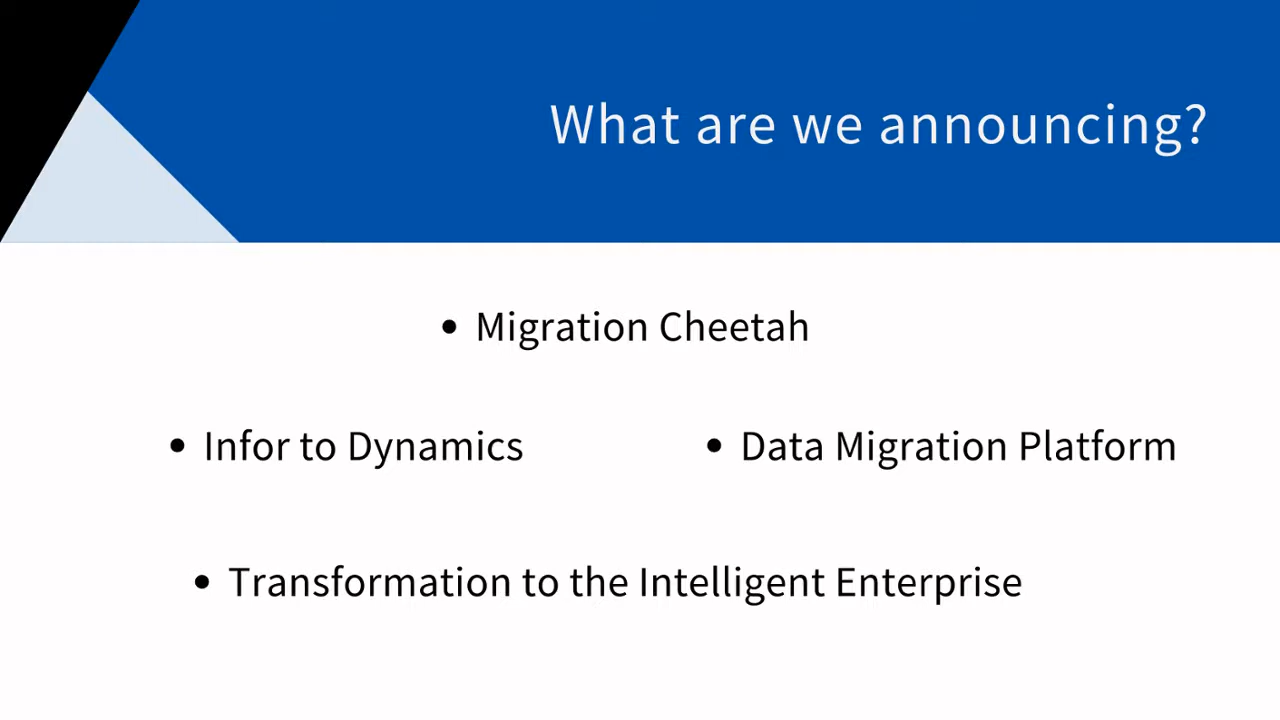 What are we announcing?
• Migration Cheetah
• Infor to Dynamics
• Data Migration Platform
• Transformation to the Intelligent Enterprise